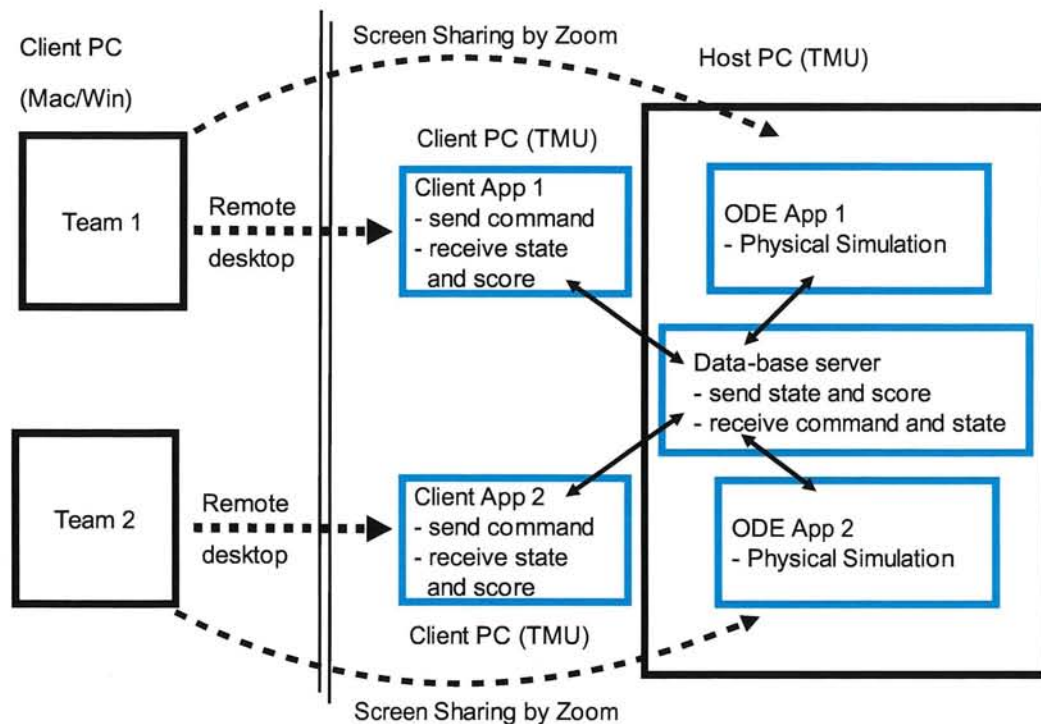 Client PC
(Mac/Win)
Screen Sharing by Zoom
Host PC (TMU)
Team 1
Remote
desktop
Client PC (TMU)
Client App 1
- send command
- receive state
and score
ODE App 1
- Physical Simulation
Data-base server
- send state and score
- receive command and state
Team 2
Remote
desktop
Client App 2
- send command
- receive state
and score
Client PC (TMU)
ODE App 2
- Physical Simulation
Screen Sharing by Zoom